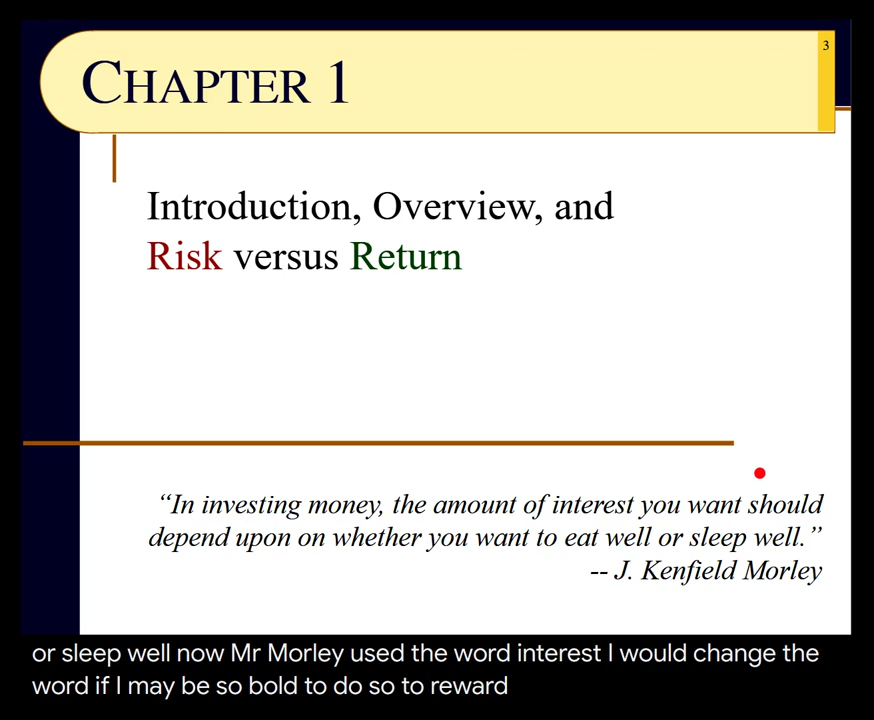 3
CHAPTER 1
Introduction, Overview, and
Risk versus Return
“In investing money, the amount of interest you want should
depend upon on whether you want to eat well or sleep well.”
-- J. Kenfield Morley
or sleep well now Mr Morley used the word interest I would change the
word if I may be so bold to do so to reward